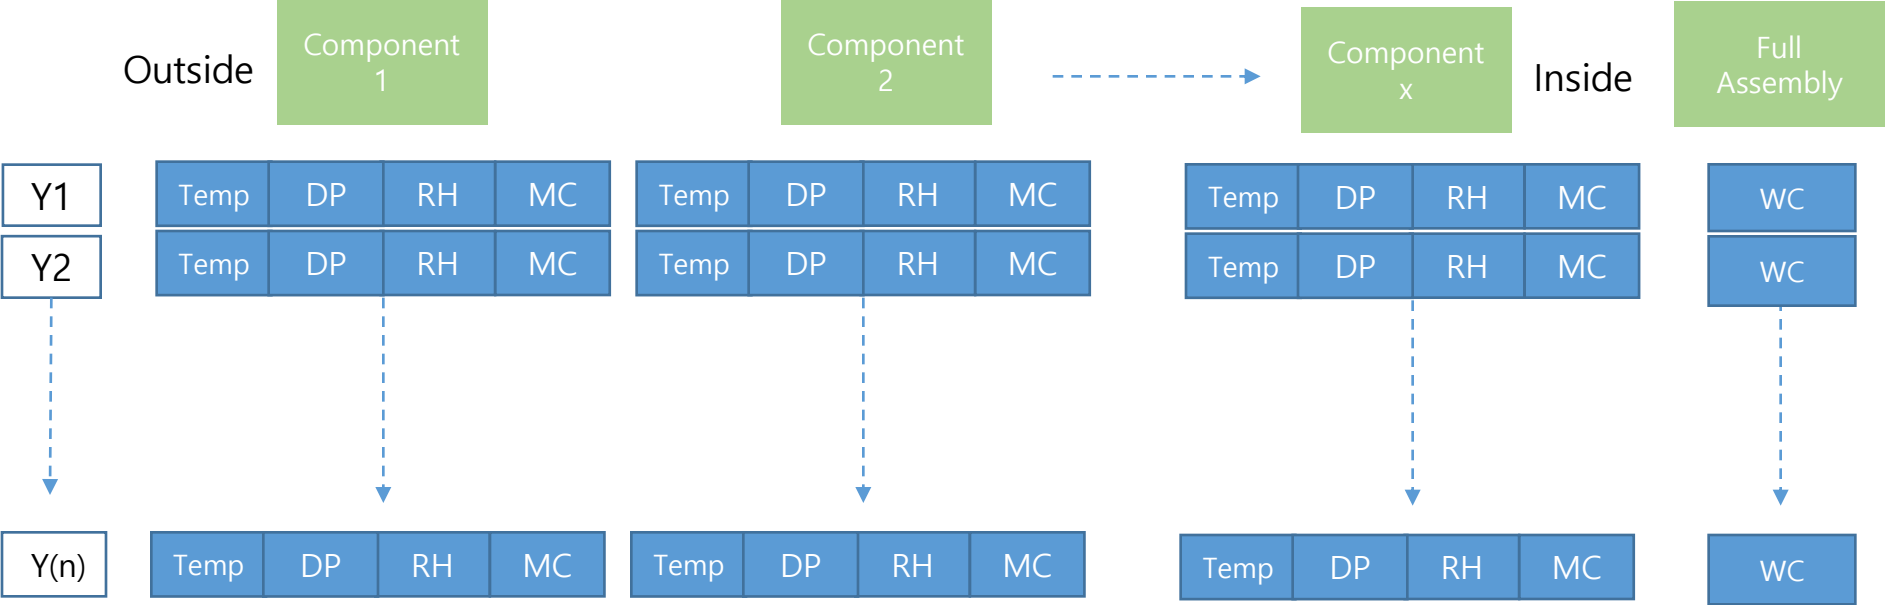 Outside
Component
1
Component
2
Component
x
Inside
Full
Assembly
Y1
Temp DP RH MC
Temp DP RH MC
Temp DP RH MC
WC
Y2
Temp DP RH MC
Temp DP RH MC
Temp DP RH MC
WC
Y(n)
Temp DP RH MC
Temp DP RH MC
Temp DP RH MC
WC